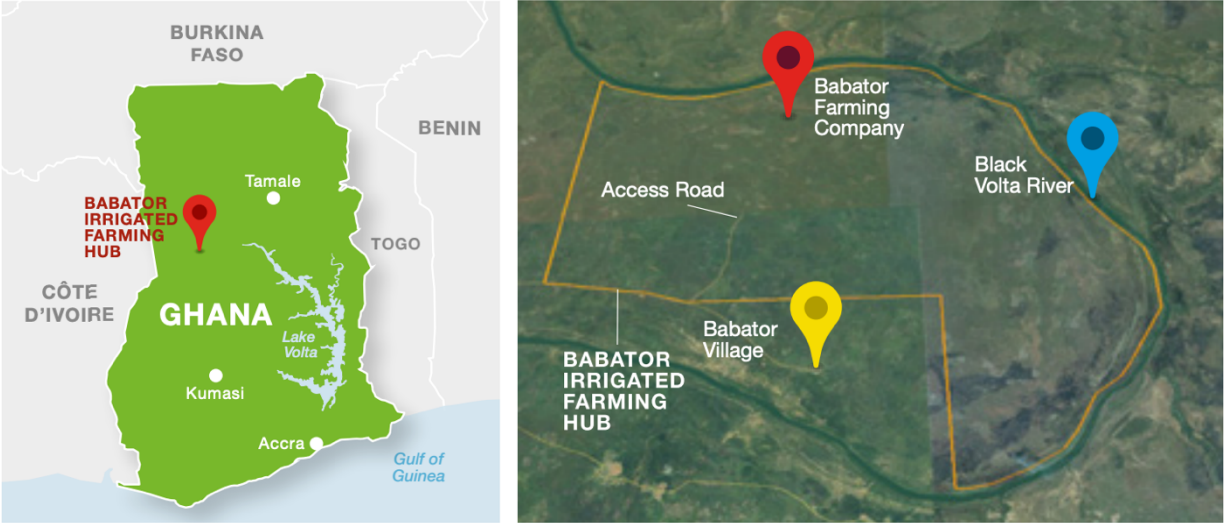 BURKINA
FASO
BENIN
Tamale
BABATOR
IRRIGATED
FARMING
HUB
TOGO
CÔTE
D'IVOIRE
GHANA
Lake
Volta
Kumasi
Accra
Gulf of
Guinea
Babator
Farming
Company
Black
Volta River
Access Road
Babator
Village
BABATOR
IRRIGATED
FARMING
HUB